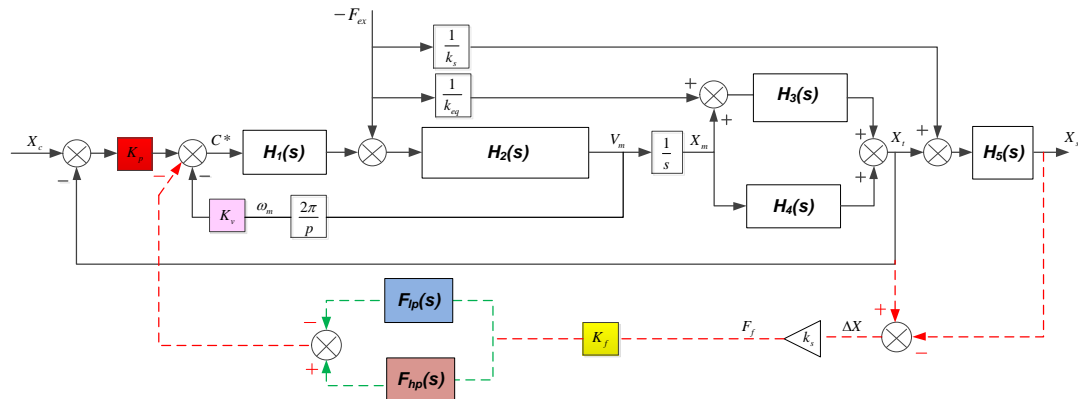 − F_ex
1/k_s
1/k_eq
+
H3(s)
X_c
K_p
C*
H1(s)
H2(s)
V_m
1/s
X_m
+
+
X_t
+
H5(s)
X_s
−
−
−
+
H4(s)
K_v
ω_m
2π/p
F_lp(s)
−
+
K_f
F_f
k_s
ΔX
+
−
F_hp(s)